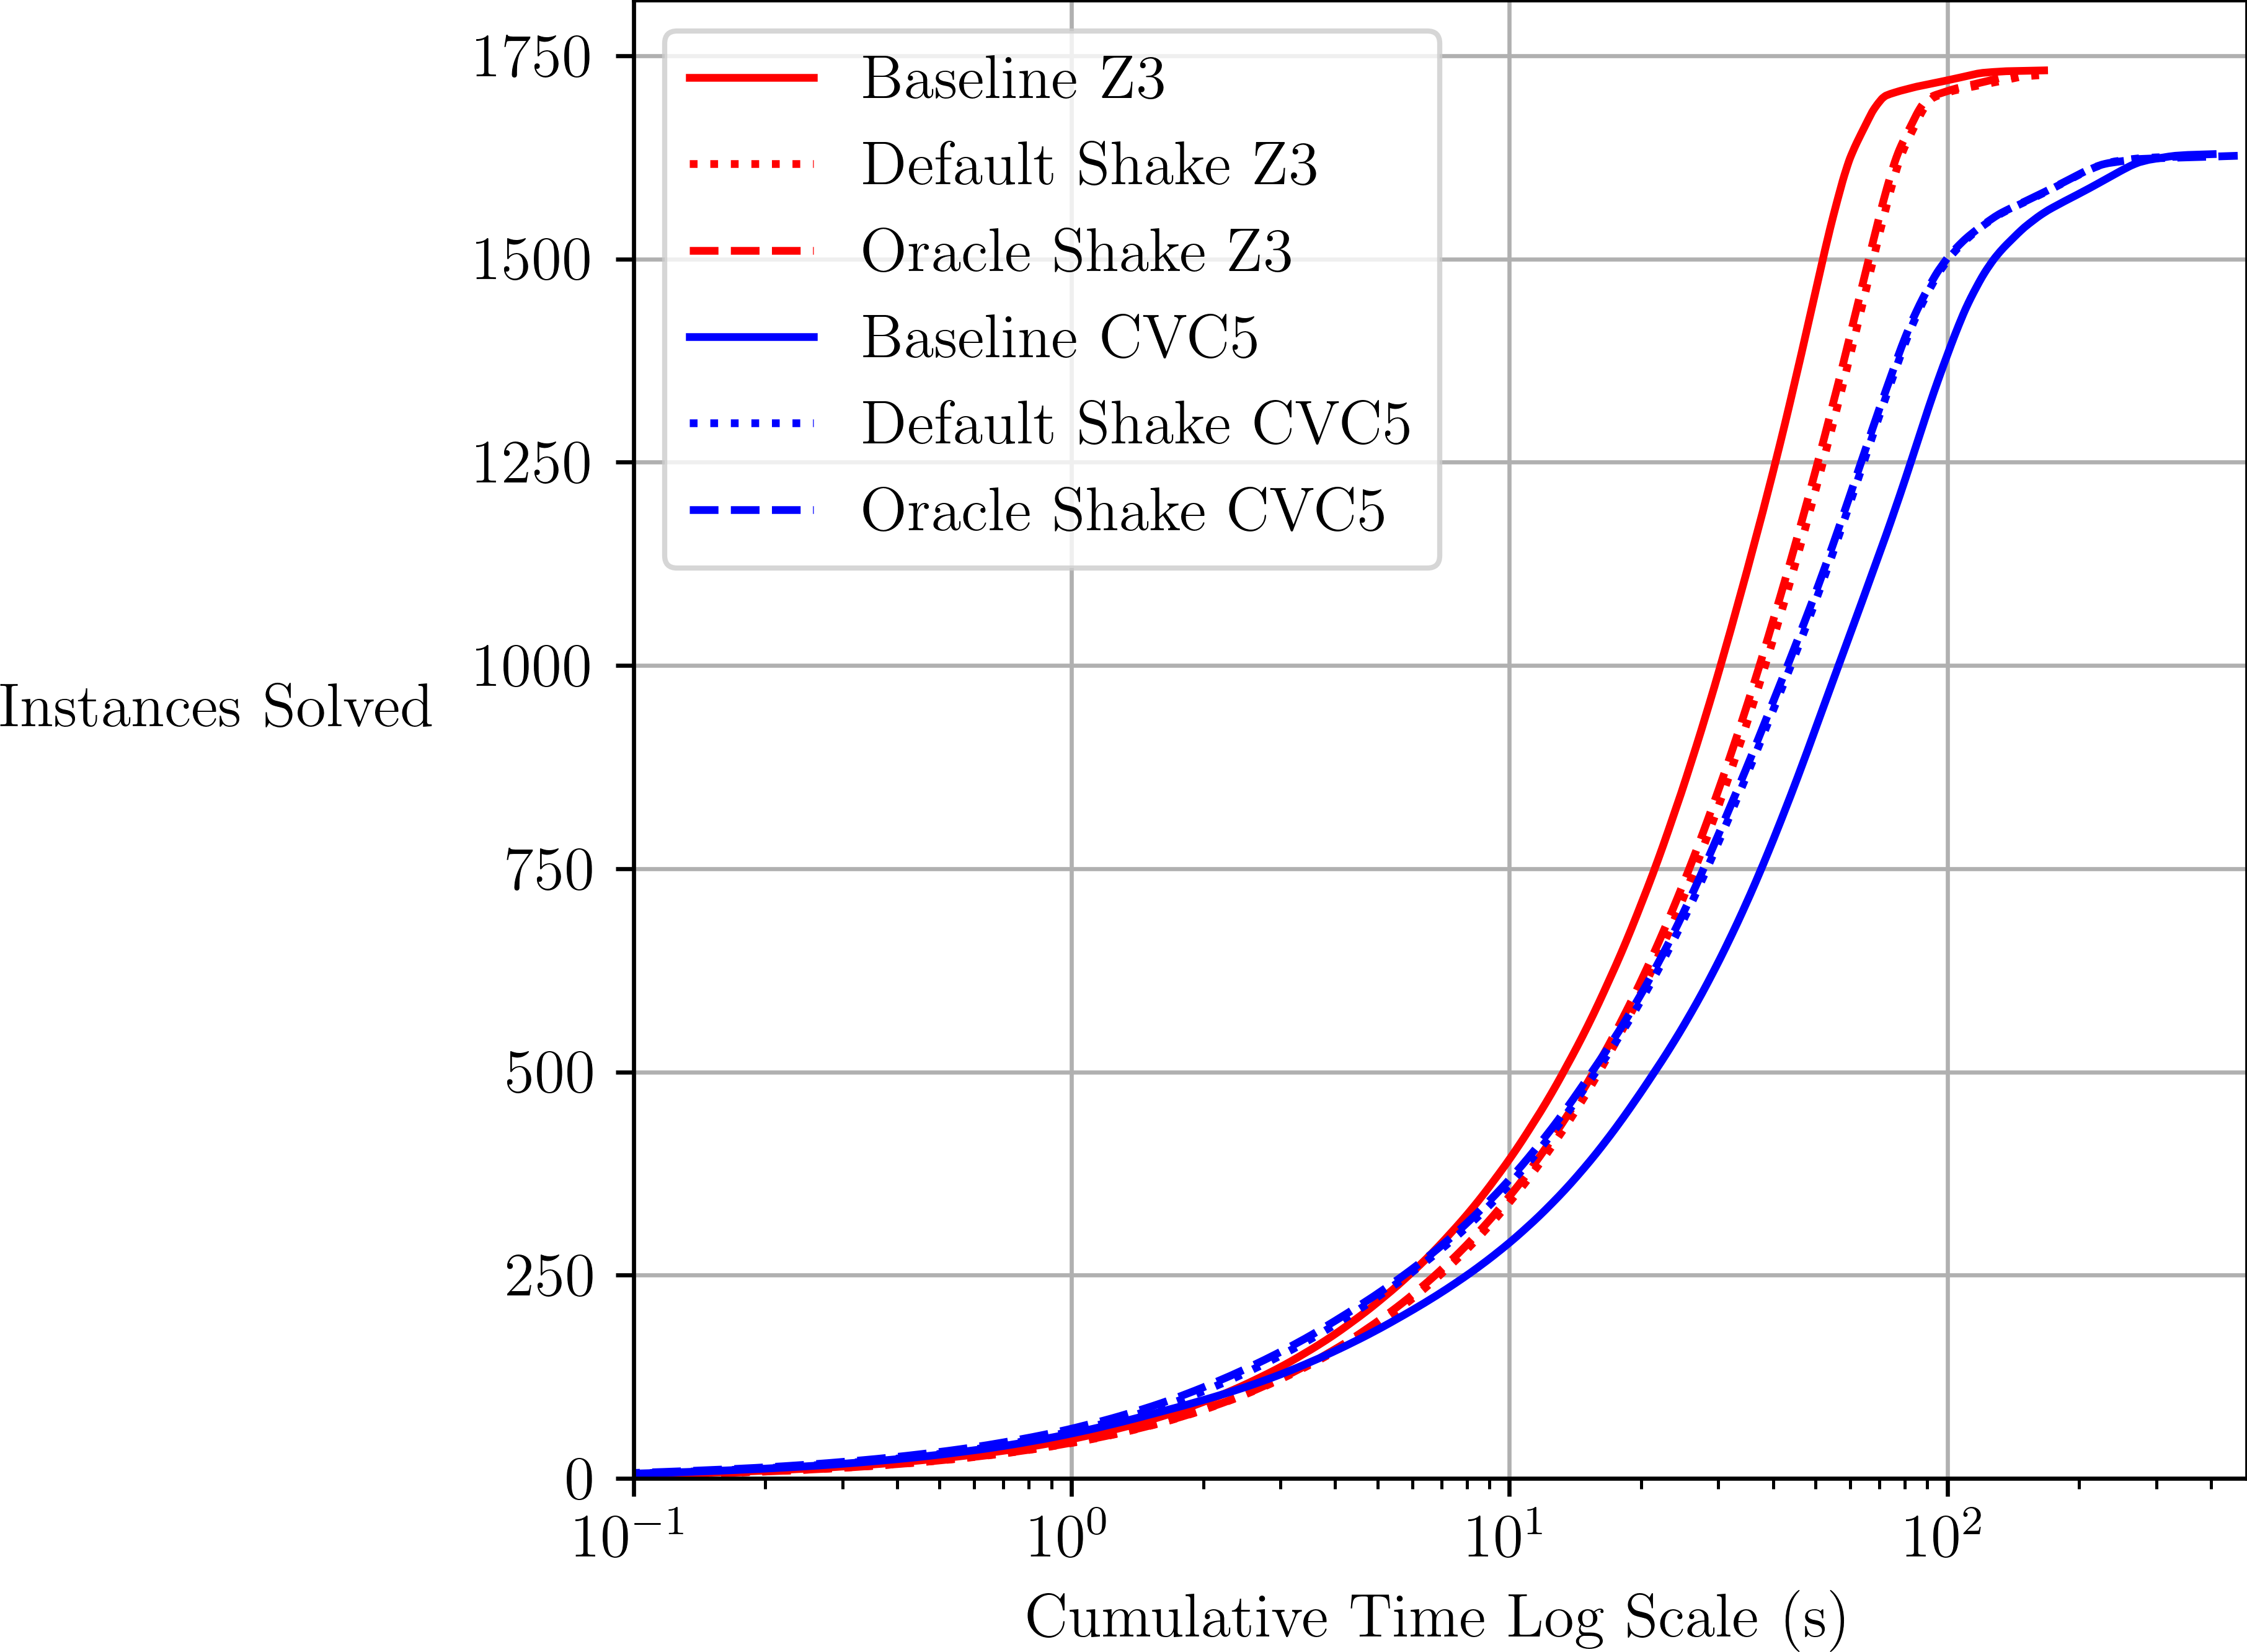 1750
1500
1250
1000
750
500
250
0
Instances Solved
Baseline Z3
Default Shake Z3
Oracle Shake Z3
Baseline CVC5
Default Shake CVC5
Oracle Shake CVC5
10⁻¹ 10⁰ 10¹ 10²
Cumulative Time Log Scale (s)